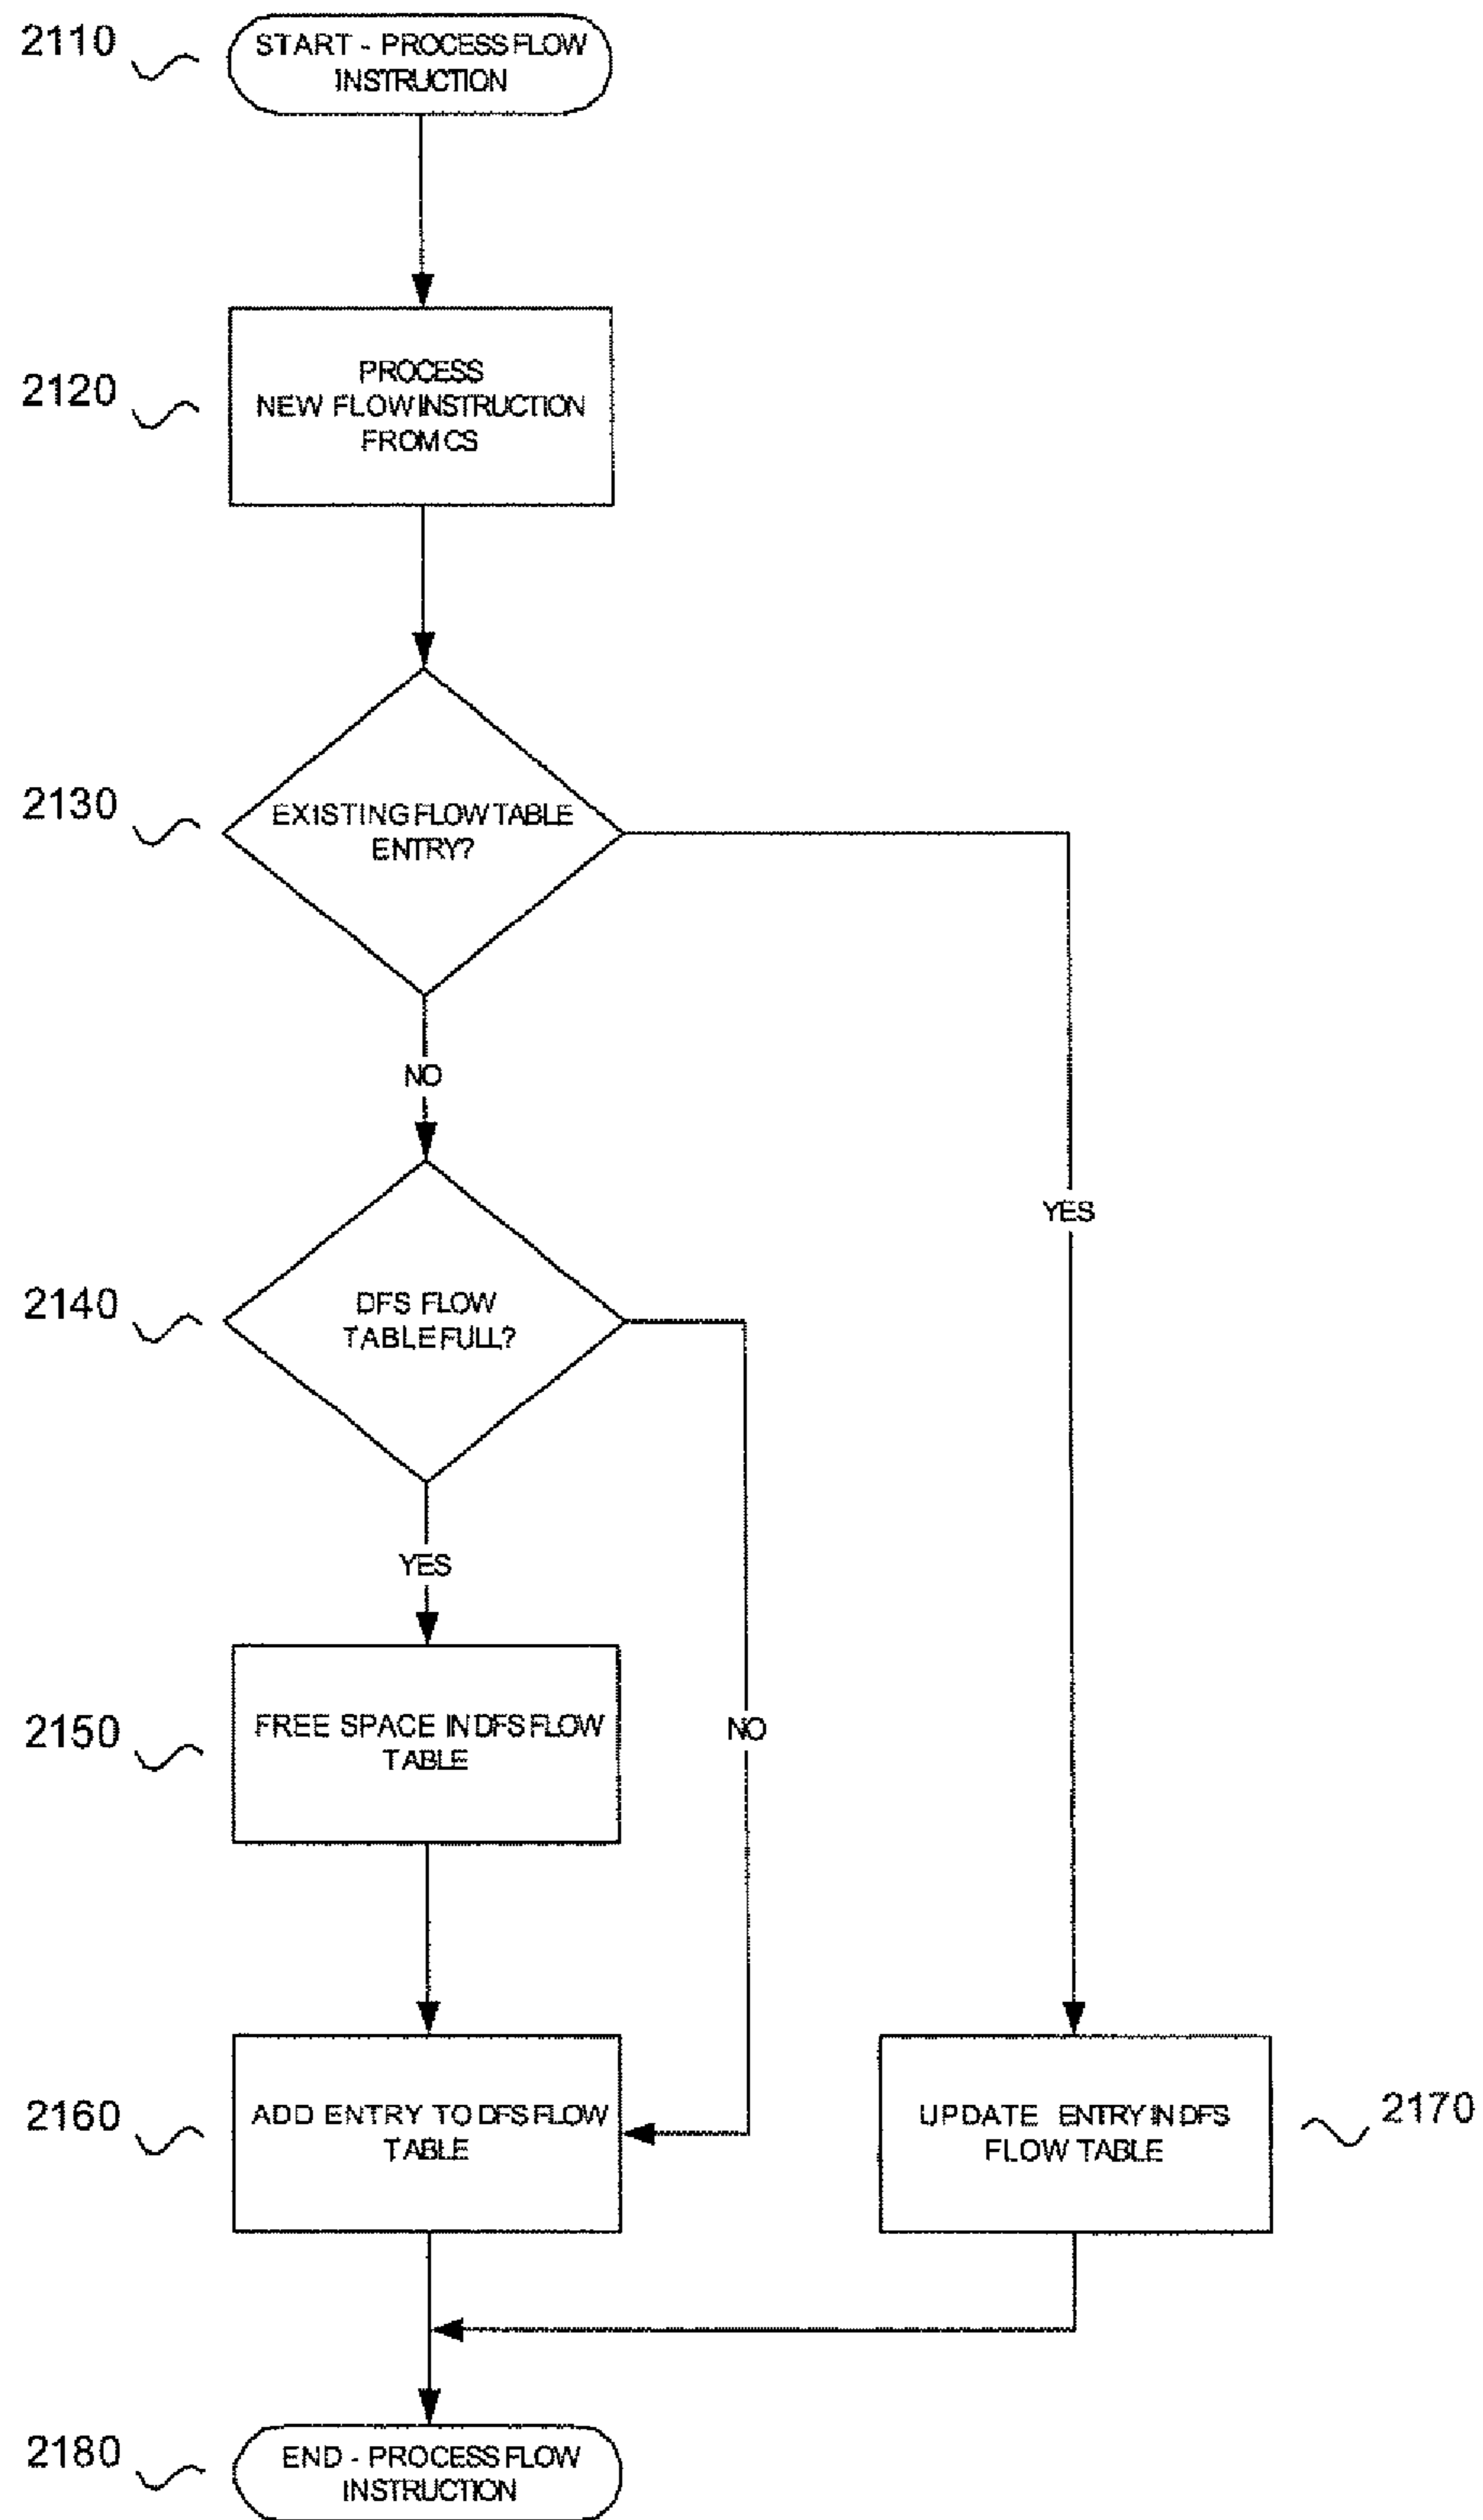 2110
START - PROCESS FLOW
INSTRUCTION
2120
PROCESS
NEW FLOW INSTRUCTION
FROM CS
2130
EXISTING FLOW TABLE
ENTRY?
NO
YES
2140
DFS FLOW
TABLE FULL?
YES
2150
FREE SPACE IN DFS FLOW
TABLE
NO
2160
ADD ENTRY TO DFS FLOW
TABLE
UPDATE ENTRY IN DFS
FLOW TABLE
2170
2180
END - PROCESS FLOW
INSTRUCTION